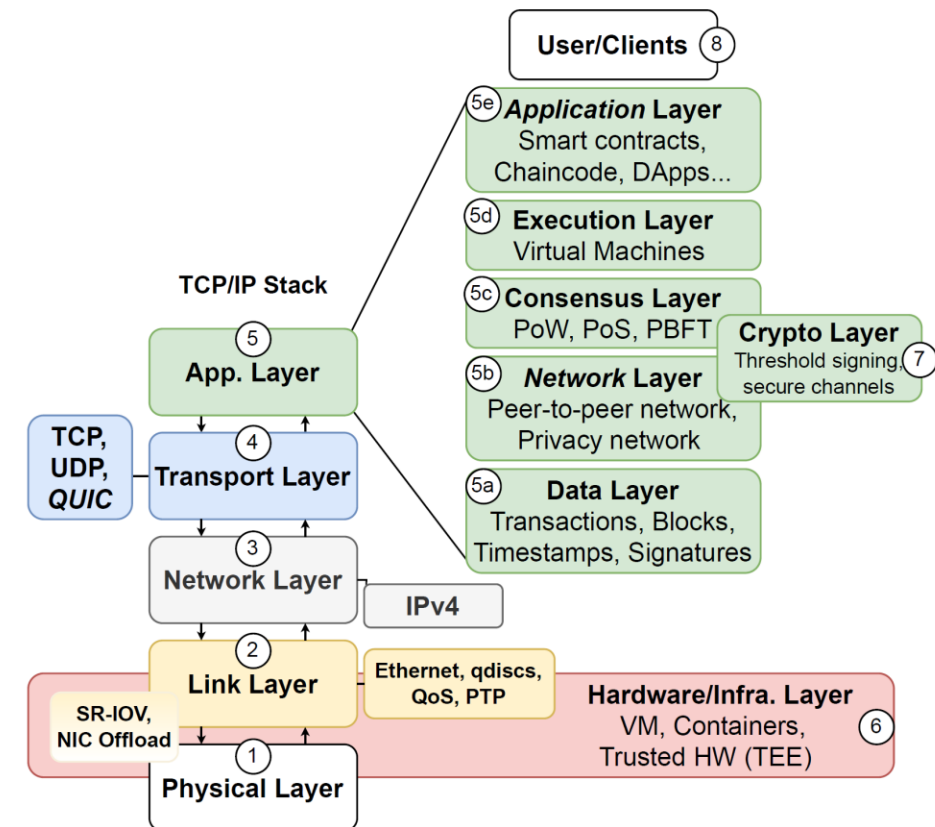 User/Clients
8
5e
Application Layer
Smart contracts,
Chaincode, DApps...
5d
Execution Layer
Virtual Machines
5c
Consensus Layer
PoW, PoS, PBFT
Crypto Layer
Threshold signing,
secure channels
7
5b
Network Layer
Peer-to-peer network,
Privacy network
5a
Data Layer
Transactions, Blocks,
Timestamps, Signatures
TCP/IP Stack
5
App. Layer
4
Transport Layer
TCP,
UDP,
QUIC
3
Network Layer
IPv4
2
Link Layer
Ethernet, qdiscs,
QoS, PTP
SR-IOV,
NIC Offload
1
Physical Layer
Hardware/Infra. Layer
VM, Containers,
Trusted HW (TEE)
6